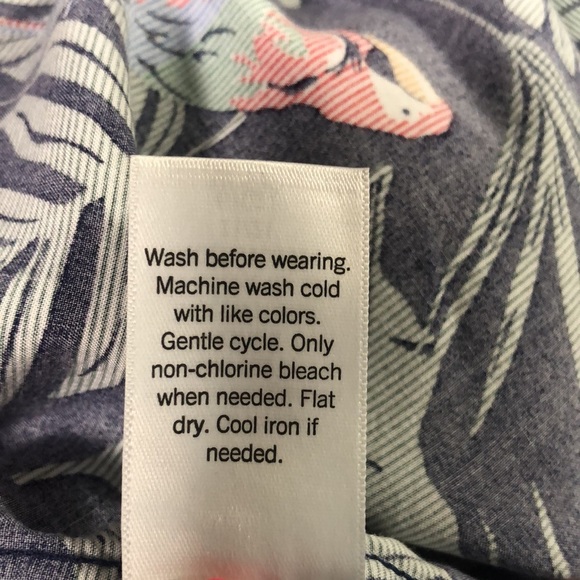 Wash before wearing.
Machine wash cold
with like colors.
Gentle cycle. Only
non-chlorine bleach
when needed. Flat
dry. Cool iron if
needed.